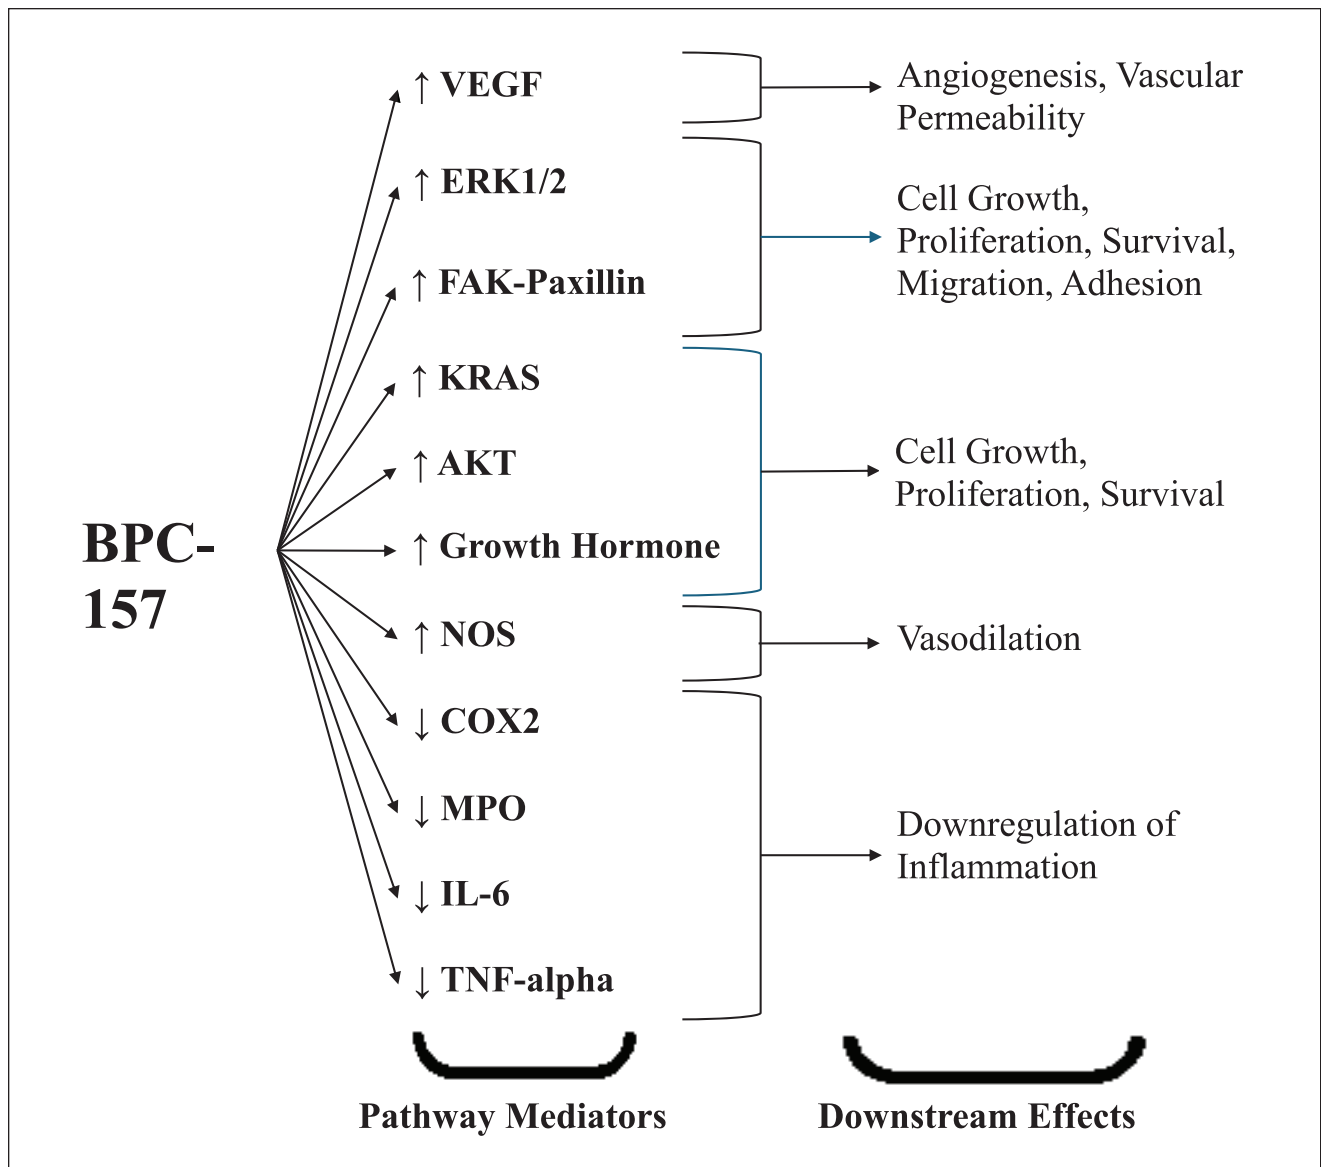 BPC-
157
↑ VEGF
↑ ERK1/2
↑ FAK-Paxillin
↑ KRAS
↑ AKT
↑ Growth Hormone
↑ NOS
↓ COX2
↓ MPO
↓ IL-6
↓ TNF-alpha
Angiogenesis, Vascular
Permeability
Cell Growth,
Proliferation, Survival,
Migration, Adhesion
Cell Growth,
Proliferation, Survival
Vasodilation
Downregulation of
Inflammation
Pathway Mediators
Downstream Effects